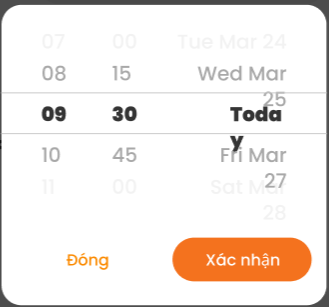 07 00 Tue Mar 24
08 15 Wed Mar
25
09 30 Toda
y
10 45 Fri Mar
27
11 00 Sat Mar
28
Đóng Xác nhận